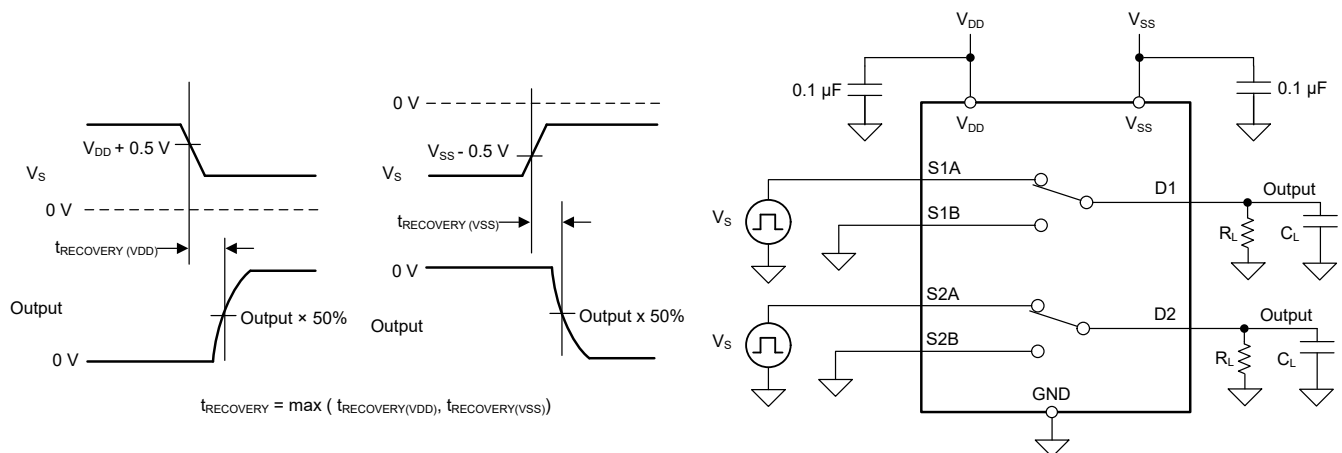 0 V
V_DD + 0.5 V
V_S
0 V
t_RECOVERY (VDD)
Output
Output × 50%
0 V
0 V
V_SS - 0.5 V
V_S
t_RECOVERY (VSS)
0 V
Output
Output x 50%
t_RECOVERY = max ( t_RECOVERY(VDD), t_RECOVERY(VSS))
V_DD
V_SS
0.1 µF
0.1 µF
V_DD
V_SS
S1A
D1
Output
V_S
S1B
R_L
C_L
S2A
D2
Output
V_S
S2B
R_L
C_L
GND